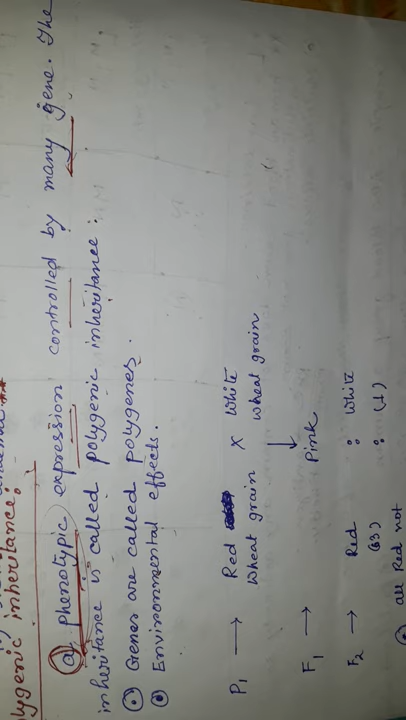 lygenic inheritance:
(a) Phenotypic expression controlled by many gene. The
inheritance is called polygenic inheritance.
Genes are called polygenes.
Environmental effects.
P1 → Red X White
Wheat grain wheat grain
↓
F1 → Pink
F2 → Red : White
(63) : (1)
all Red not